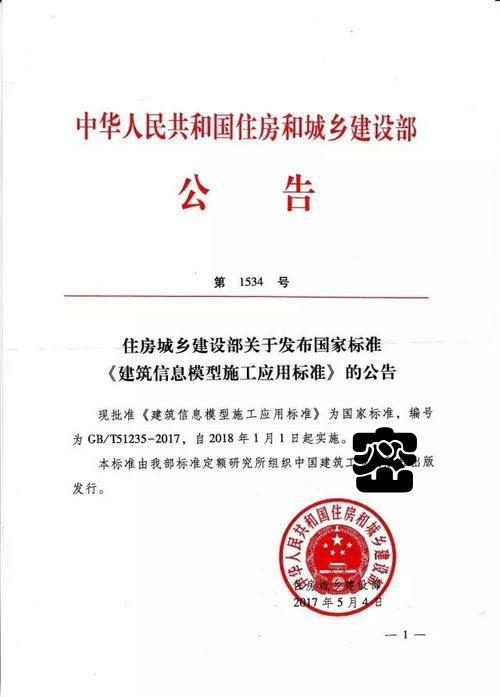 中华人民共和国住房和城乡建设部
公 告
第 1534 号
住房城乡建设部关于发布国家标准
《建筑信息模型施工应用标准》的公告
现批准《建筑信息模型施工应用标准》为国家标准，编号
为 GB/T51235-2017，自 2018 年 1 月 1 日起实施。
本标准由我部标准定额研究所组织中国建筑工 出版
发行。
中华人民共和国住房和城乡建设部
住房城乡建设部
2017 年 5 月 4 日
— 1 —